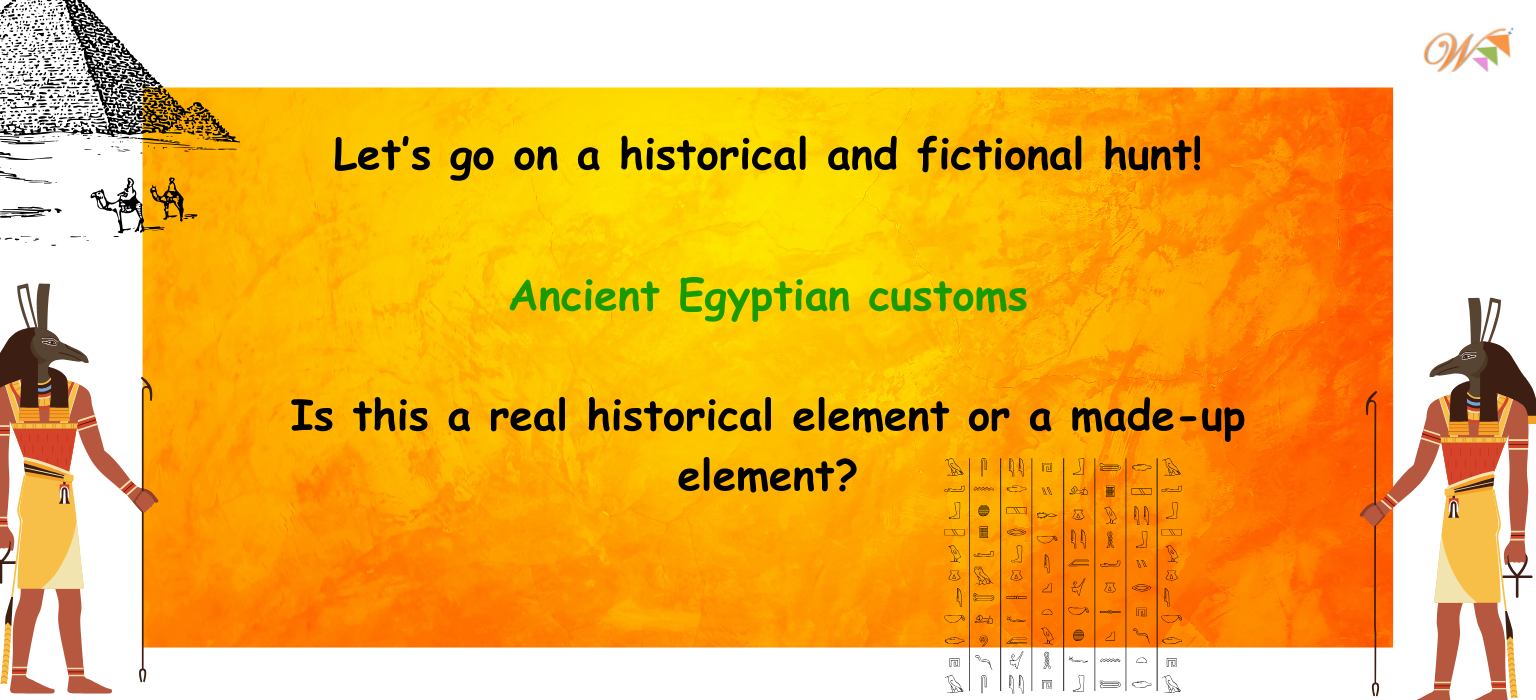 Let's go on a historical and fictional hunt!
Ancient Egyptian customs
Is this a real historical element or a made-up
element?
W